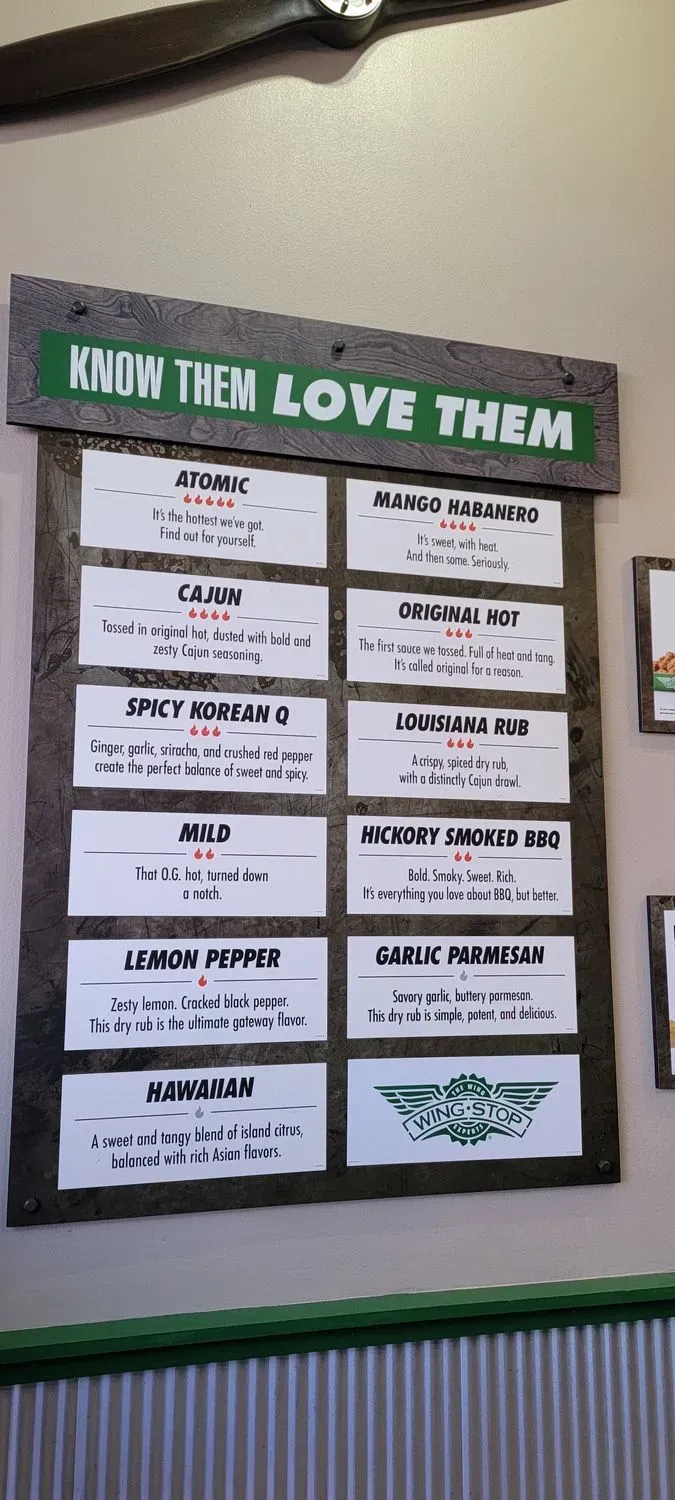 KNOW THEM LOVE THEM
ATOMIC
It's the hottest we've got.
Find out for yourself.
MANGO HABANERO
It's sweet, with heat.
And then some. Seriously.
CAJUN
Tossed in original hot, dusted with bold and
zesty Cajun seasoning.
ORIGINAL HOT
The first sauce we tossed. Full of heat and tang.
It's called original for a reason.
SPICY KOREAN Q
Ginger, garlic, sriracha, and crushed red pepper
create the perfect balance of sweet and spicy.
LOUISIANA RUB
A crispy, spiced dry rub,
with a distinctly Cajun drawl.
MILD
That O.G. hot, turned down
a notch.
HICKORY SMOKED BBQ
Bold. Smoky. Sweet. Rich.
It's everything you love about BBQ, but better.
LEMON PEPPER
Zesty lemon. Cracked black pepper.
This dry rub is the ultimate gateway flavor.
GARLIC PARMESAN
Savory garlic, buttery parmesan.
This dry rub is simple, potent, and delicious.
HAWAIIAN
A sweet and tangy blend of island citrus,
balanced with rich Asian flavors.
THE WING
WING·STOP
EXPERTS